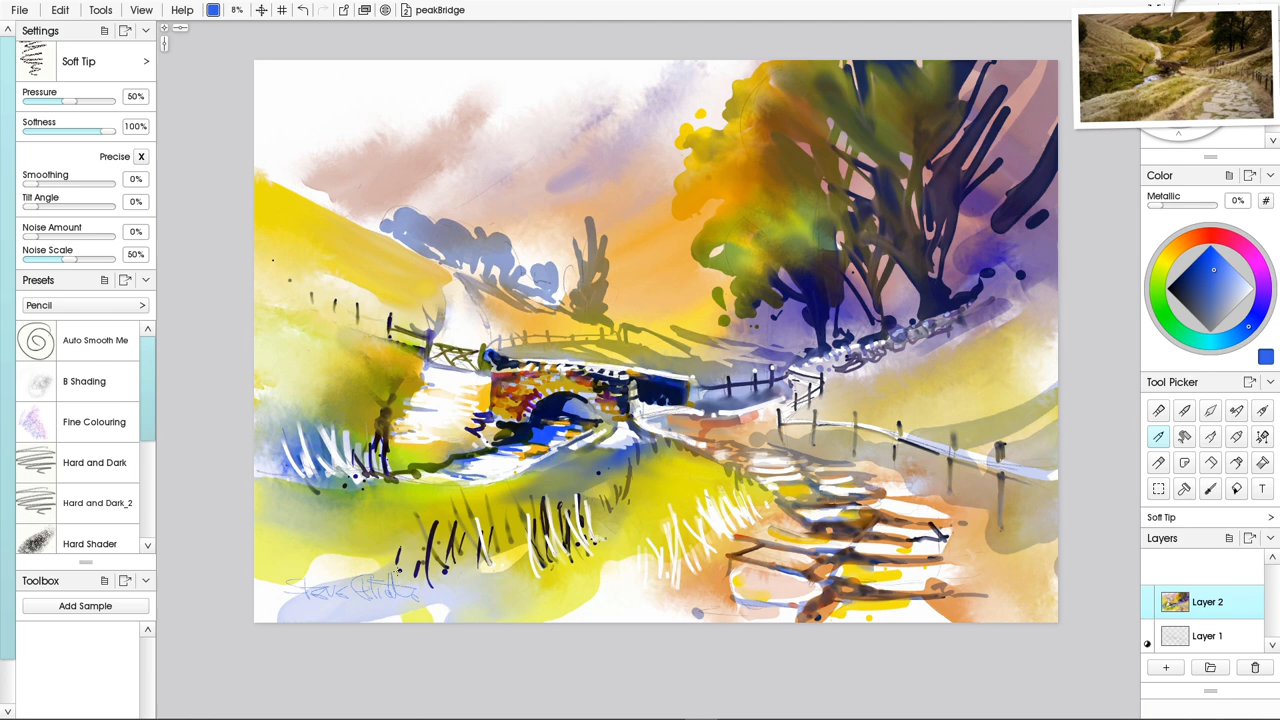 File Edit Tools View Help 8% 2 peakBridge
Settings
Soft Tip >
Pressure
50%
Softness
100%
Precise X
Smoothing
0%
Tilt Angle
0%
Noise Amount
0%
Noise Scale
50%
Presets
Pencil >
Auto Smooth Me
B Shading
Fine Colouring
Hard and Dark
Hard and Dark_2
Hard Shader
Toolbox
Add Sample
Color
Metallic
0% #
Tool Picker
T
Soft Tip >
Layers
Layer 2
Layer 1
+
Steve